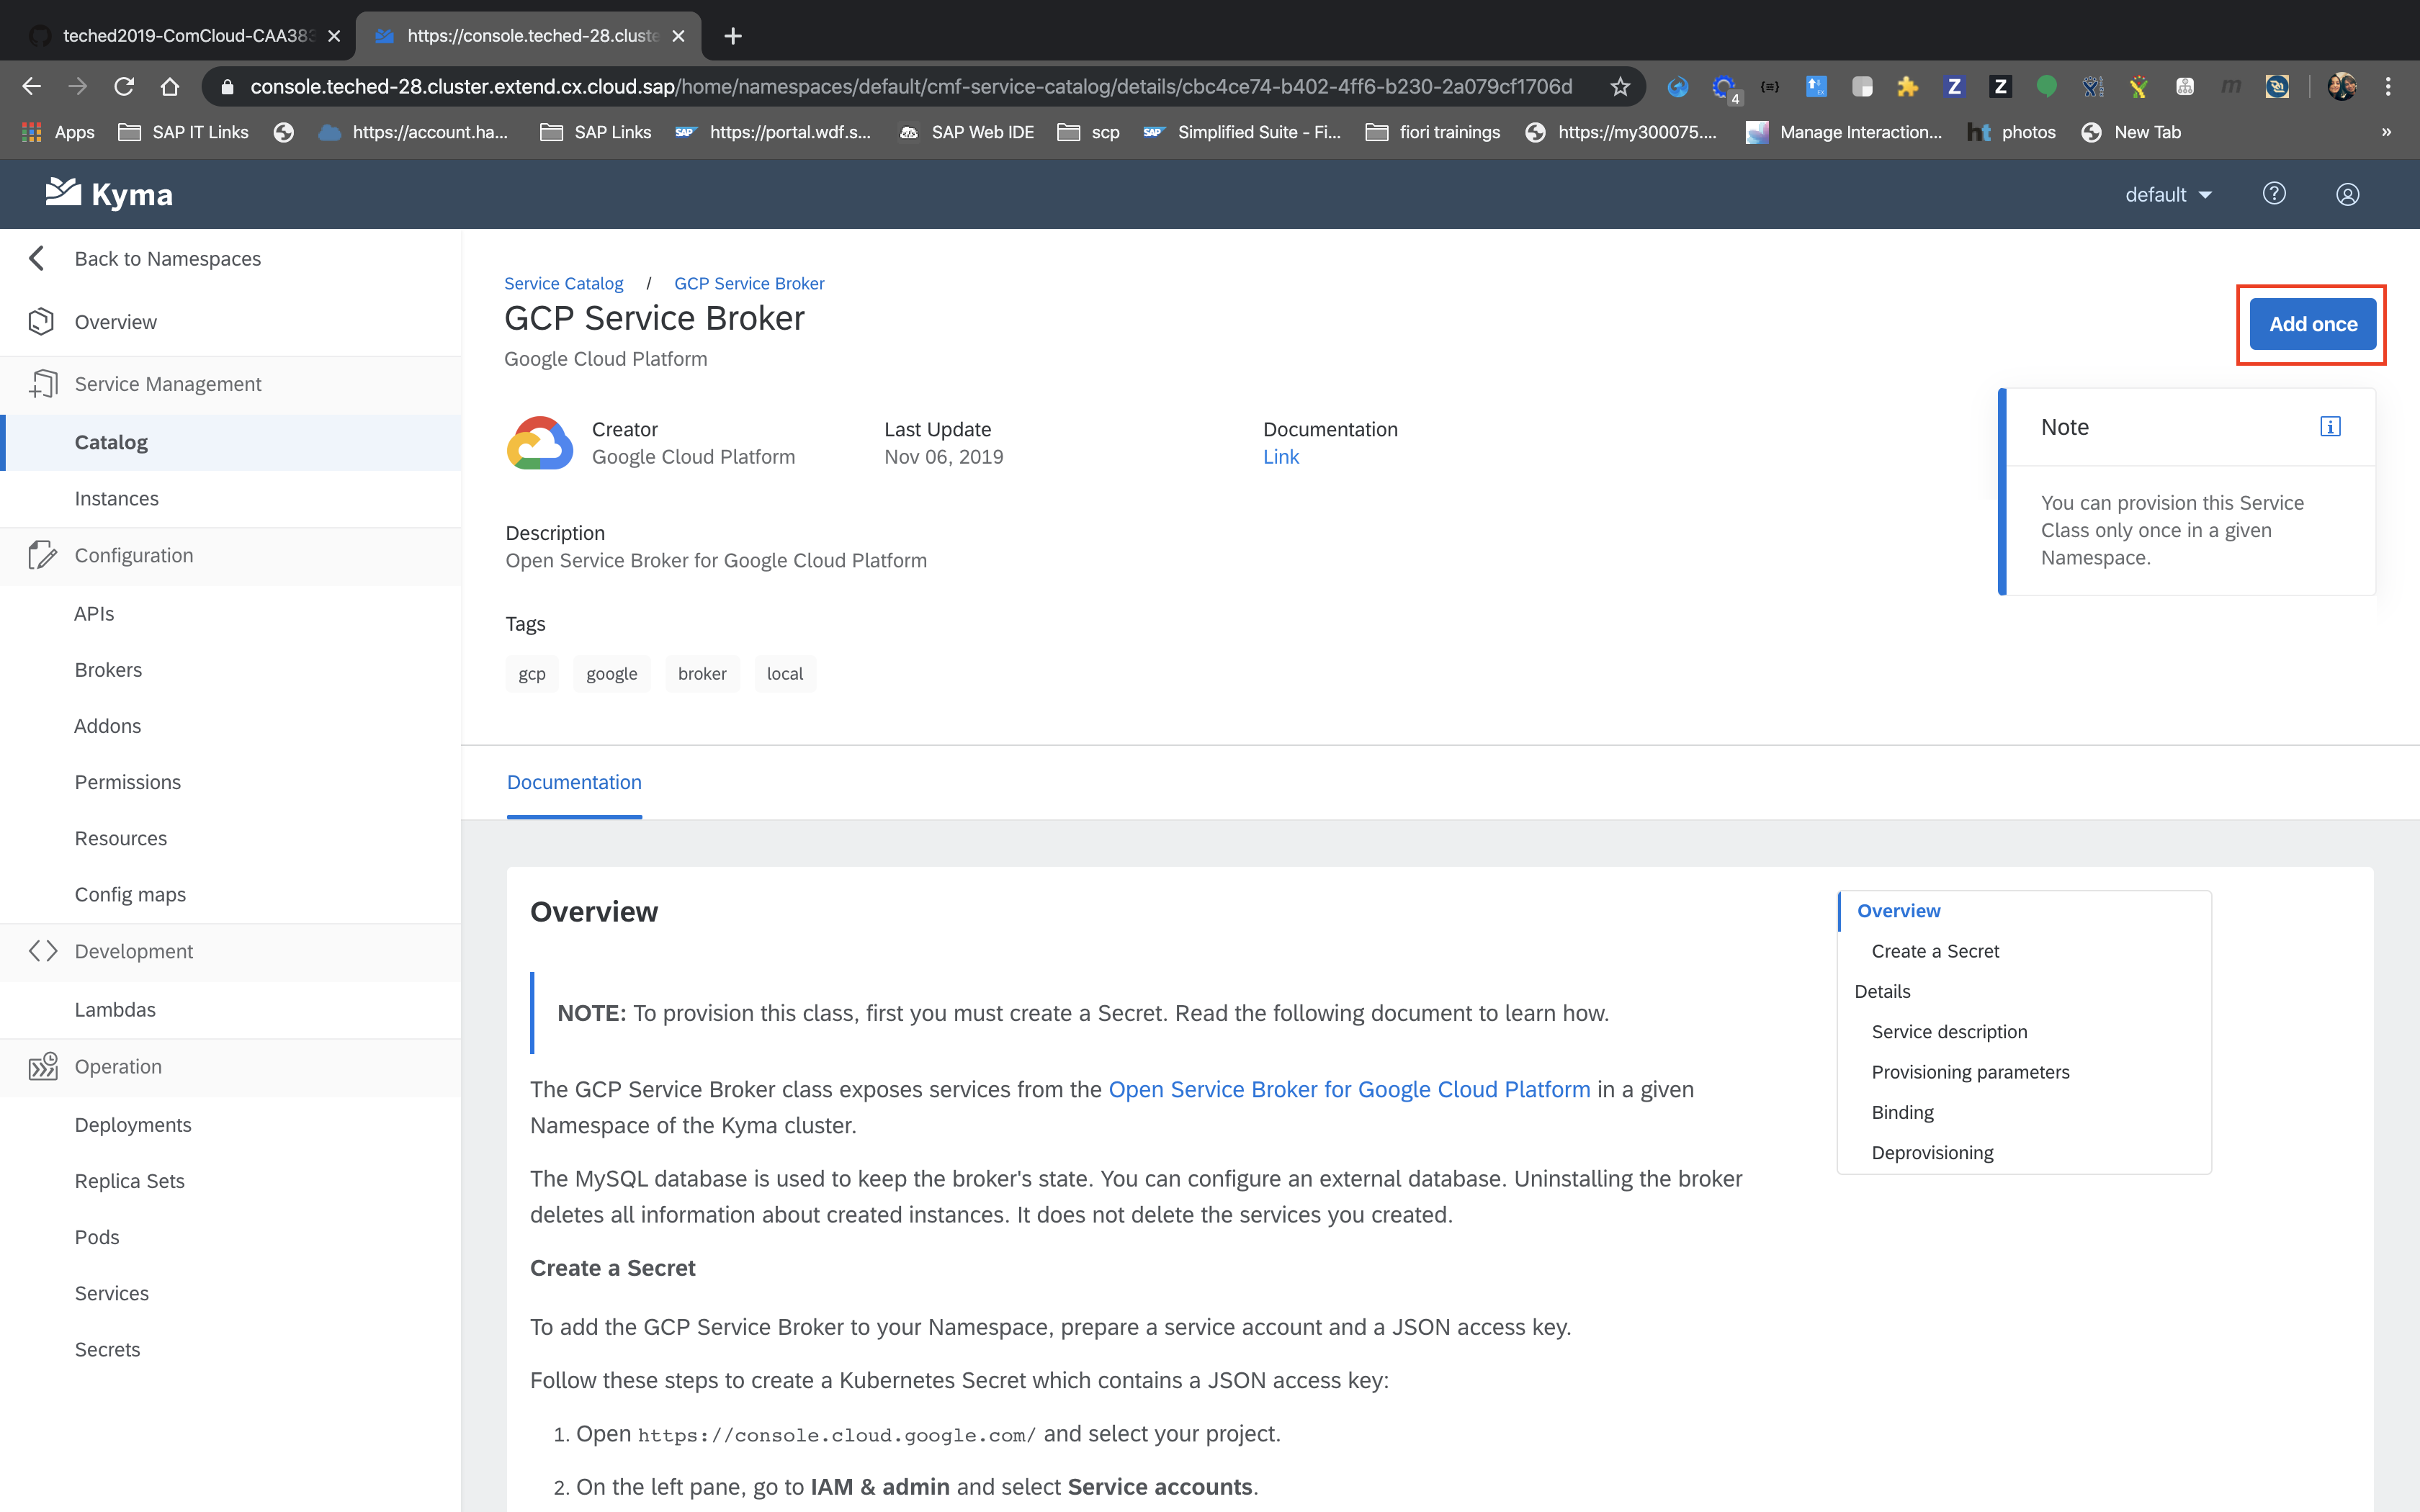 teched2019-ComCloud-CAA383
https://console.teched-28.cluste
console.teched-28.cluster.extend.cx.cloud.sap/home/namespaces/default/cmf-service-catalog/details/cbc4ce74-b402-4ff6-b230-2a079cf1706d
4
Z
Z
m
Apps
SAP IT Links
https://account.ha...
SAP Links
SAP
https://portal.wdf.s...
SAP Web IDE
scp
SAP
Simplified Suite - Fi...
fiori trainings
https://my300075....
Manage Interaction...
ht
photos
New Tab
»
Kyma
default
?
Back to Namespaces
Overview
Service Management
Catalog
Instances
Configuration
APIs
Brokers
Addons
Permissions
Resources
Config maps
Development
Lambdas
Operation
Deployments
Replica Sets
Pods
Services
Secrets
Service Catalog / GCP Service Broker
GCP Service Broker
Google Cloud Platform
Add once
Creator
Google Cloud Platform
Last Update
Nov 06, 2019
Documentation
Link
Note
You can provision this Service
Class only once in a given
Namespace.
Description
Open Service Broker for Google Cloud Platform
Tags
gcp
google
broker
local
Documentation
Overview
NOTE: To provision this class, first you must create a Secret. Read the following document to learn how.
The GCP Service Broker class exposes services from the Open Service Broker for Google Cloud Platform in a given
Namespace of the Kyma cluster.
The MySQL database is used to keep the broker's state. You can configure an external database. Uninstalling the broker
deletes all information about created instances. It does not delete the services you created.
Create a Secret
To add the GCP Service Broker to your Namespace, prepare a service account and a JSON access key.
Follow these steps to create a Kubernetes Secret which contains a JSON access key:
1. Open https://console.cloud.google.com/ and select your project.
2. On the left pane, go to IAM & admin and select Service accounts.
Overview
Create a Secret
Details
Service description
Provisioning parameters
Binding
Deprovisioning